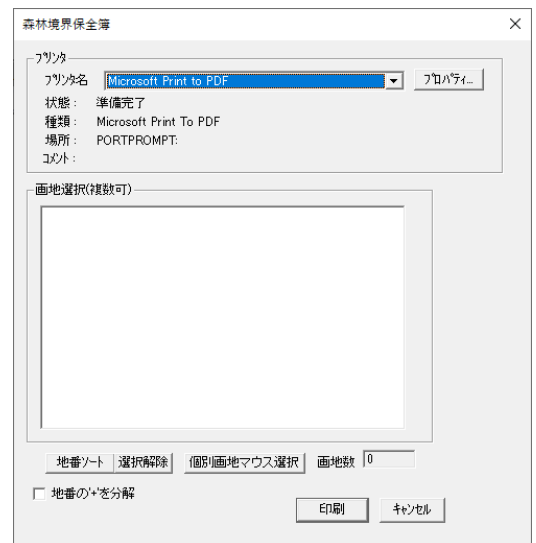 森林境界保全簿
ﾌﾟﾘﾝﾀ
ﾌﾟﾘﾝﾀ名 Microsoft Print to PDF ﾌﾟﾛﾊﾟﾃｨ...
状態： 準備完了
種類： Microsoft Print To PDF
場所： PORTPROMPT:
ｺﾒﾝﾄ：
画地選択(複数可)
地番ｿｰﾄ 選択解除 個別画地マウス選択 画地数 0
地番の'+'を分解
印刷 ｷｬﾝｾﾙ